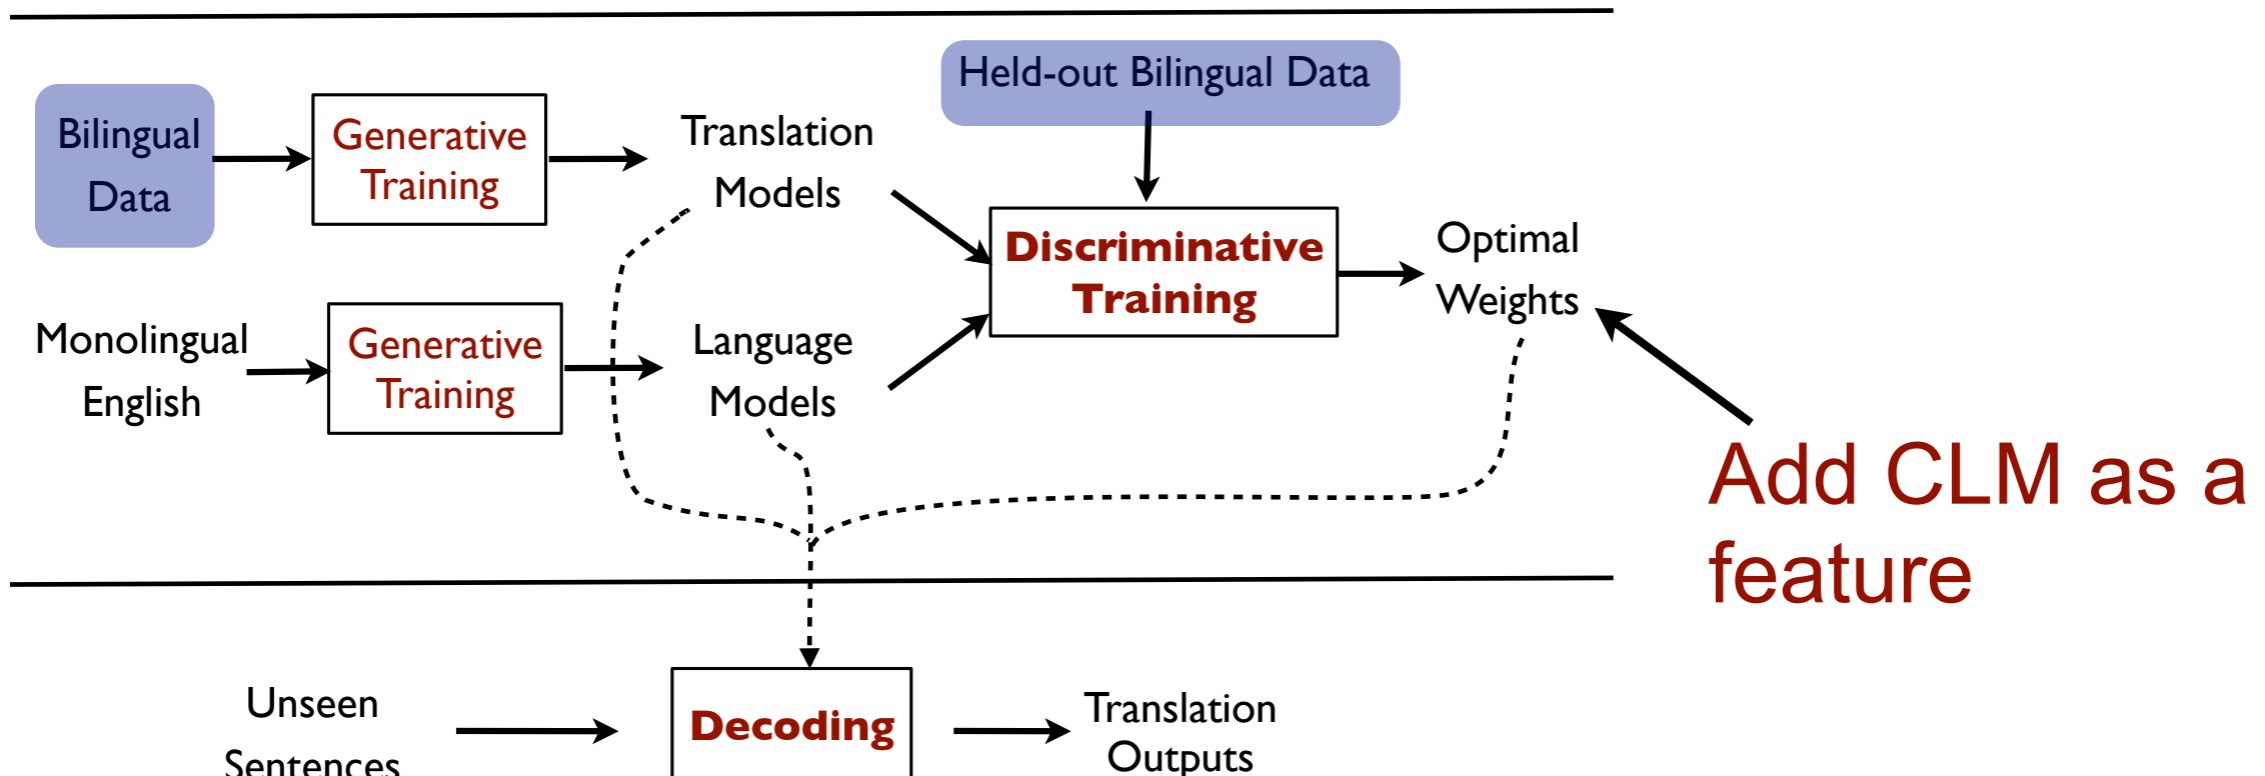 Held-out Bilingual Data
Bilingual
Data
Generative
Training
Translation
Models
Discriminative
Training
Optimal
Weights
Monolingual
English
Generative
Training
Language
Models
Add CLM as a
feature
Unseen
Sentences
Decoding
Translation
Outputs